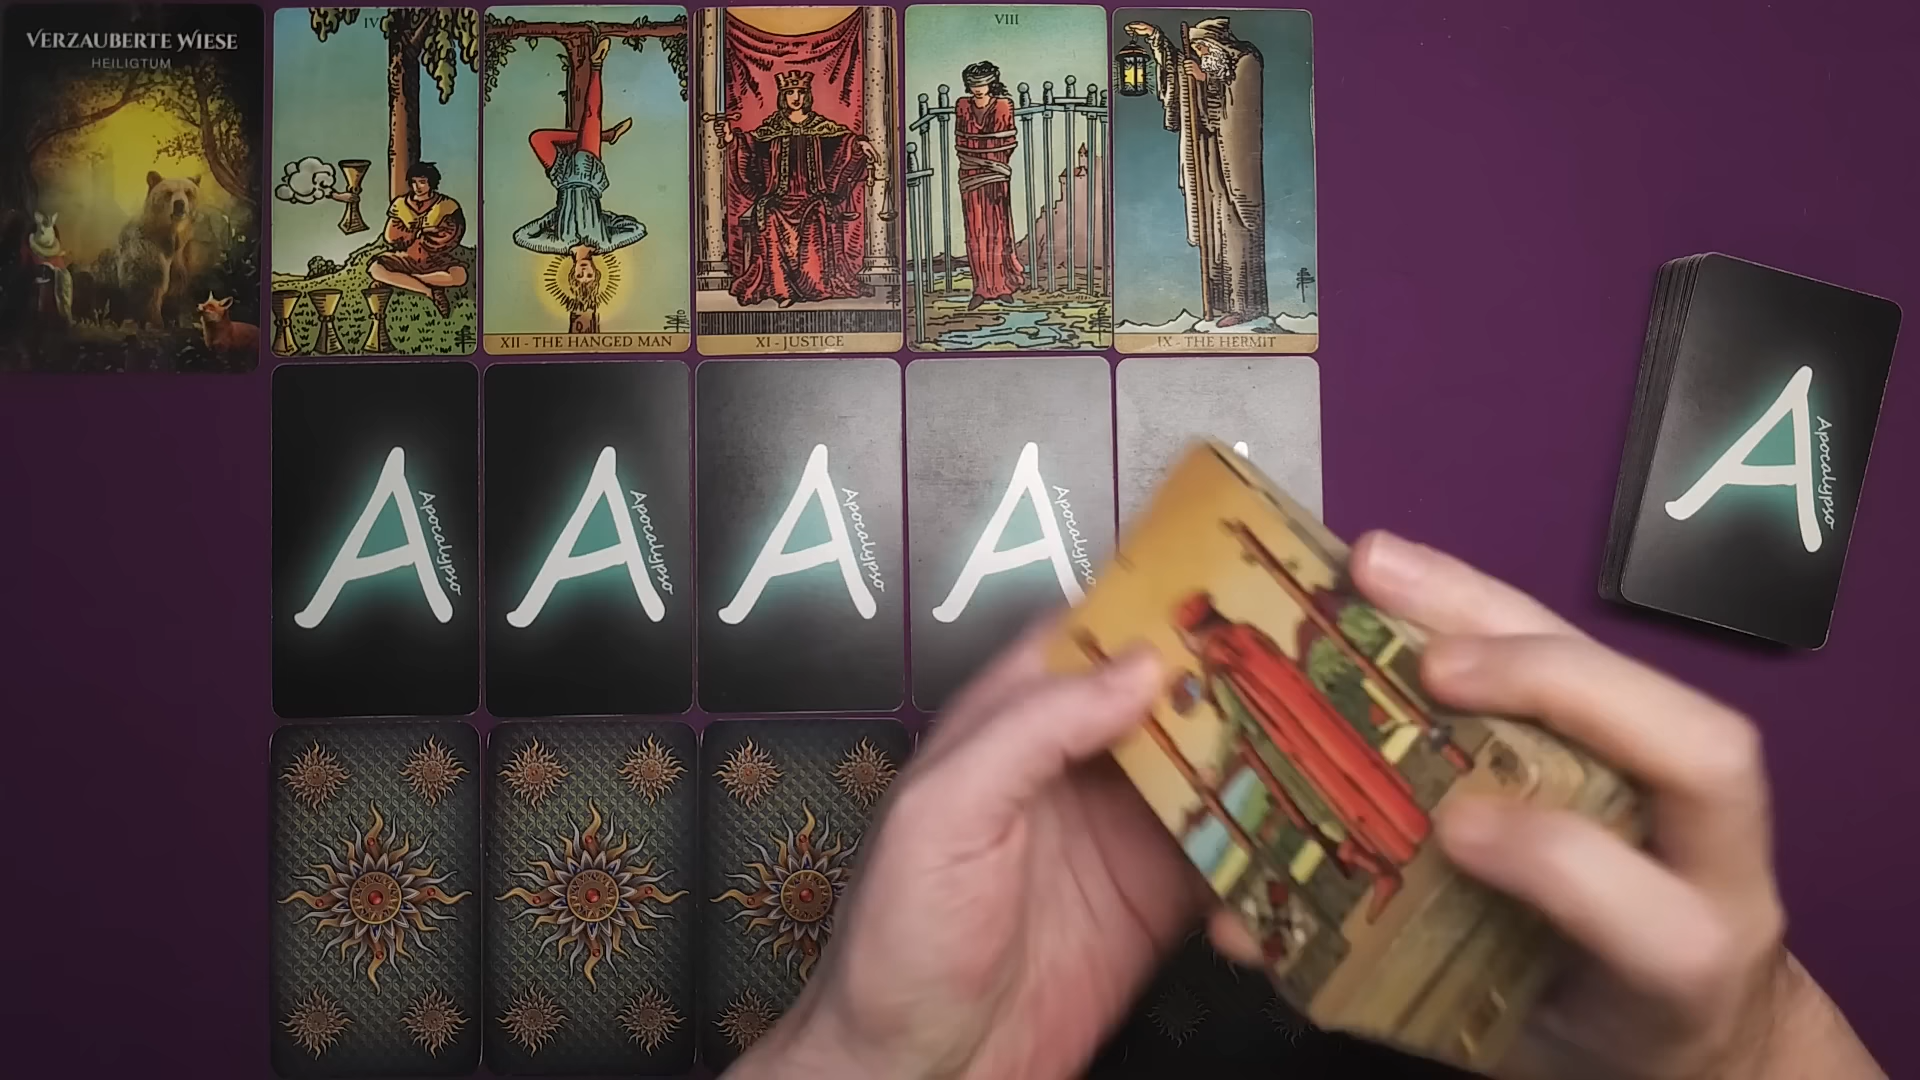 VERZAUBERTE WIESE
HEILIGTUM
IV
XII - THE HANGED MAN
XI - JUSTICE
VIII
IX - THE HERMIT
A
Apocalypso
A
Apocalypso
A
Apocalypso
A
Apocalypso
A
Apocalypso